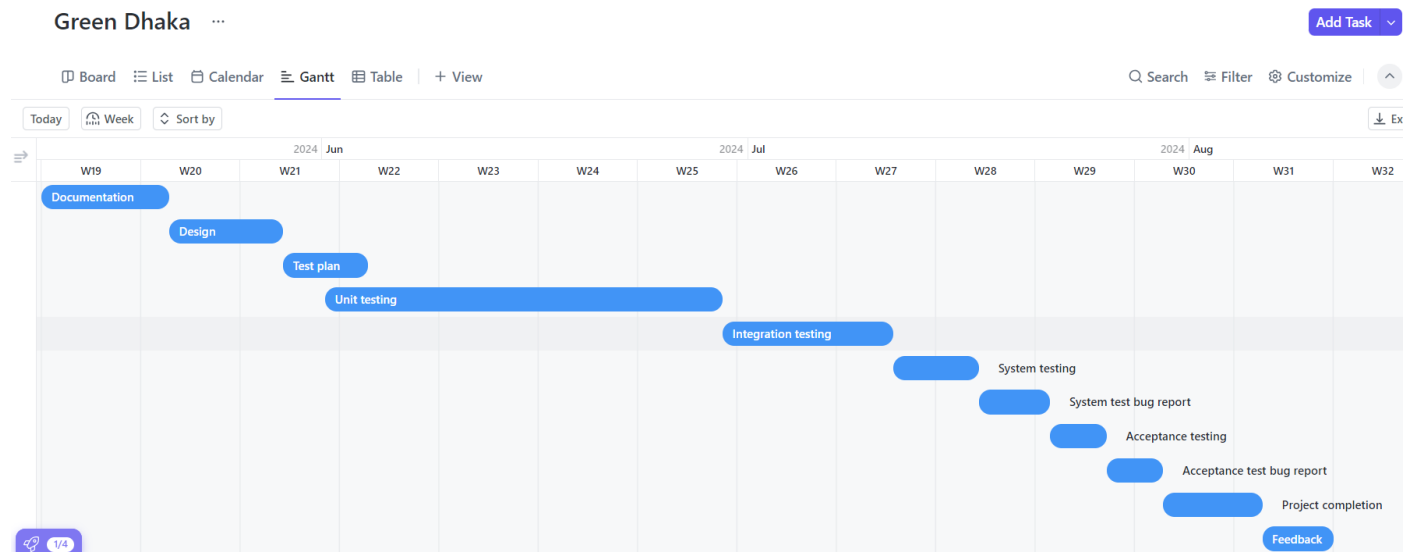 Green Dhaka ...
Add Task
Board List Calendar Gantt Table + View
Search Filter Customize
Today Week Sort by
Ex
2024 Jun 2024 Jul 2024 Aug
W19 W20 W21 W22 W23 W24 W25 W26 W27 W28 W29 W30 W31 W32
Documentation
Design
Test plan
Unit testing
Integration testing
System testing
System test bug report
Acceptance testing
Acceptance test bug report
Project completion
Feedback
1/4